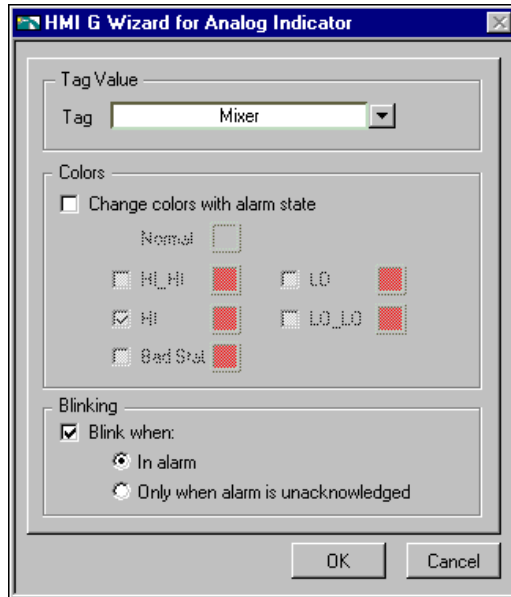 HMI G Wizard for Analog Indicator
Tag Value
Tag Mixer
Colors
Change colors with alarm state
Normal
HI_HI LO
HI LO_LO
Bad Stat
Blinking
Blink when:
In alarm
Only when alarm is unacknowledged
OK Cancel